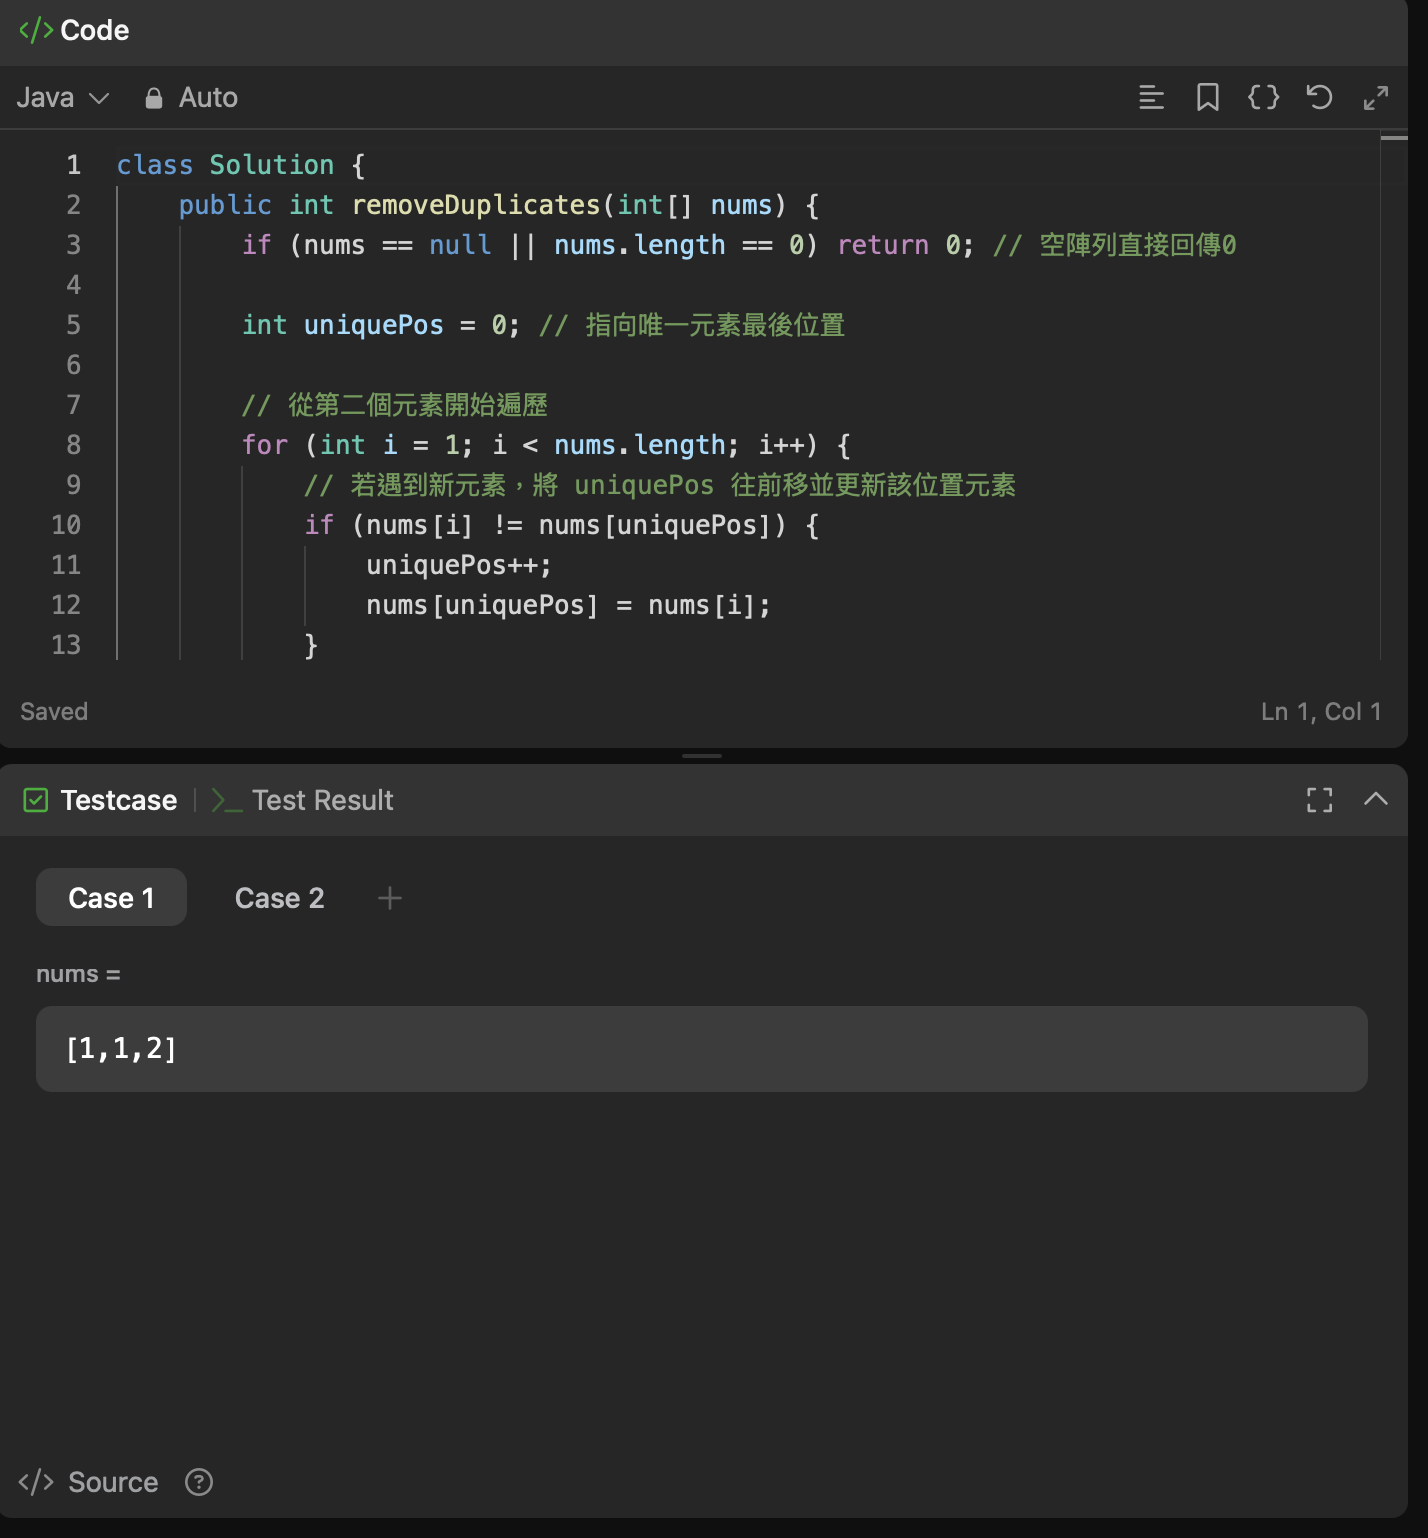 </> Code
Java Auto
1 class Solution {
2 public int removeDuplicates(int[] nums) {
3 if (nums == null || nums.length == 0) return 0; // 空陣列直接回傳0
4
5 int uniquePos = 0; // 指向唯一元素最後位置
6
7 // 從第二個元素開始遍歷
8 for (int i = 1; i < nums.length; i++) {
9 // 若遇到新元素，將 uniquePos 往前移並更新該位置元素
10 if (nums[i] != nums[uniquePos]) {
11 uniquePos++;
12 nums[uniquePos] = nums[i];
13 }
Saved Ln 1, Col 1
Testcase | >_ Test Result
Case 1 Case 2 +
nums =
[1,1,2]
</> Source ?